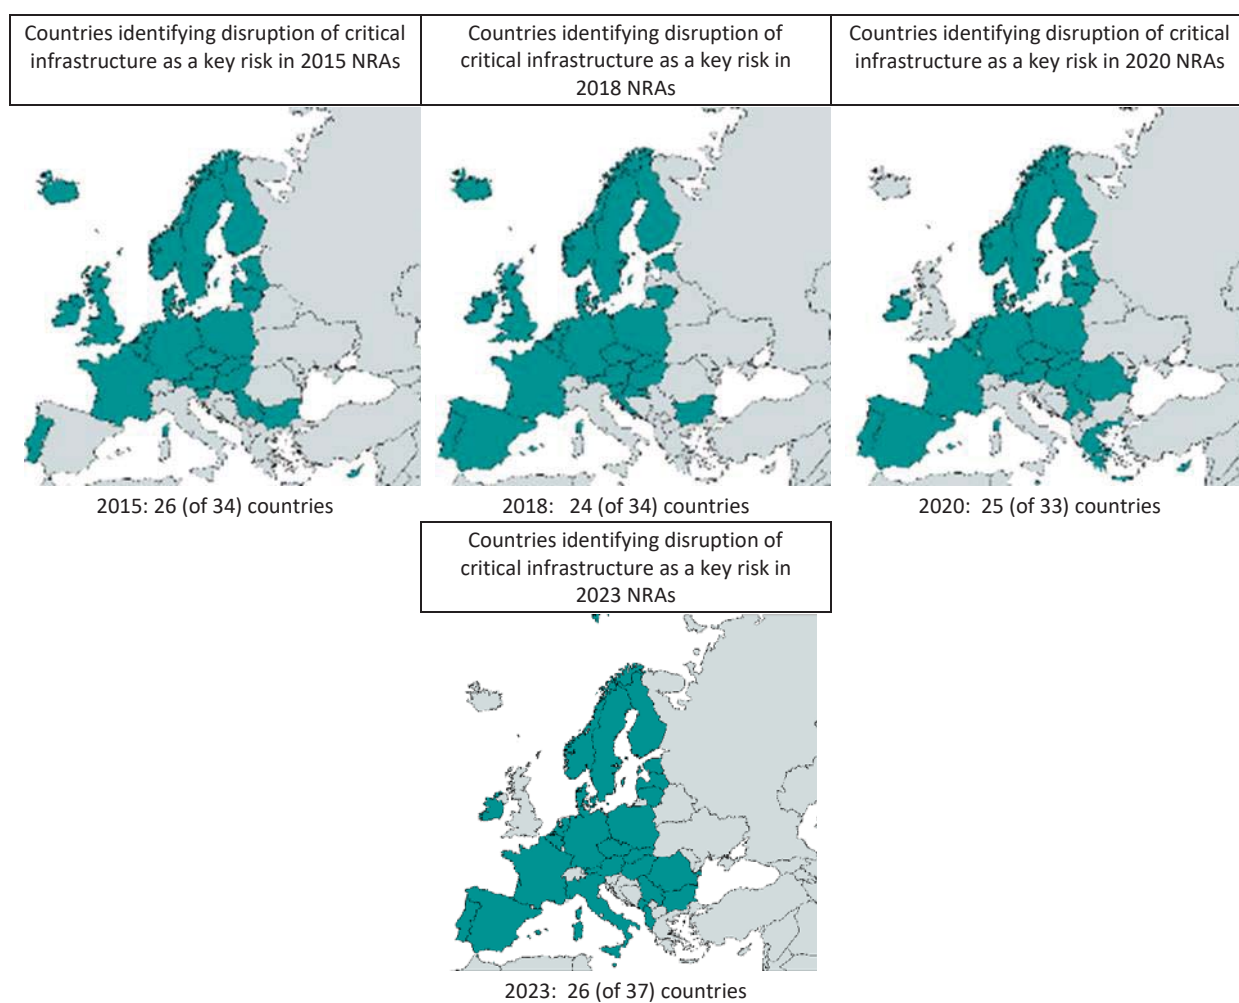 Countries identifying disruption of critical
infrastructure as a key risk in 2015 NRAs
Countries identifying disruption of
critical infrastructure as a key risk in
2018 NRAs
Countries identifying disruption of critical
infrastructure as a key risk in 2020 NRAs
2015: 26 (of 34) countries
2018: 24 (of 34) countries
2020: 25 (of 33) countries
Countries identifying disruption of
critical infrastructure as a key risk in
2023 NRAs
2023: 26 (of 37) countries